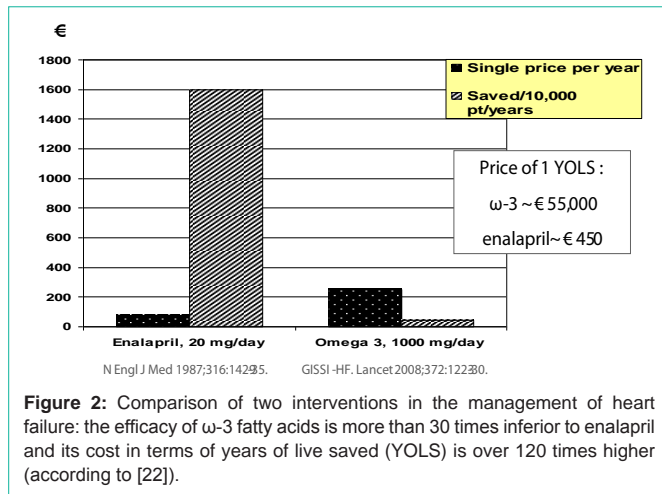 €
1800
1600
1400
1200
1000
800
600
400
200
0
Single price per year
Saved/10,000
pt/years
Price of 1 YOLS :
ω-3 ~ € 55,000
enalapril~ € 450
Enalapril, 20 mg/day
Omega 3, 1000 mg/day
N Engl J Med 1987;316:1429-35.
GISSI -HF. Lancet 2008;372:1223-30.
Figure 2: Comparison of two interventions in the management of heart
failure: the efficacy of ω-3 fatty acids is more than 30 times inferior to enalapril
and its cost in terms of years of live saved (YOLS) is over 120 times higher
(according to [22]).